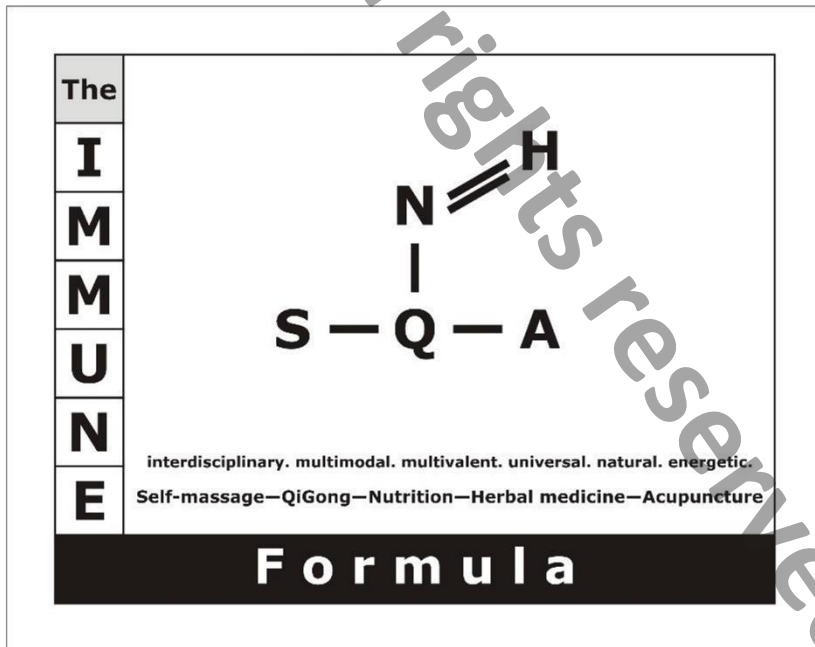 The
I
M
M
U
N
E
H
N
S — Q — A
interdisciplinary. multimodal. multivalent. universal. natural. energetic.
Self-massage—QiGong—Nutrition—Herbal medicine—Acupuncture
Formula
rights reserved